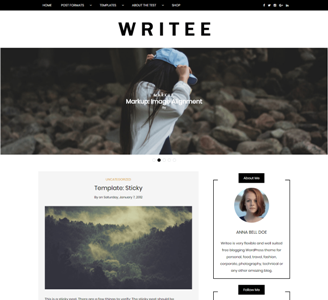 HOME POST FORMATS TEMPLATES ABOUT THE TEST SHOP
WRITEE
MARKUP
Markup: Image Alignment
UNCATEGORIZED
Template: Sticky
By on Saturday, January 7, 2012
About Me
ANNA BELL DOE
Writee is very flexible and well suited
free blogging WordPress theme for
personal, food, travel, fashion,
corporate, photography, technical or
any other amazing blog.
Follow Me
This is a sticky post. There are a few things to verify: The sticky post should be